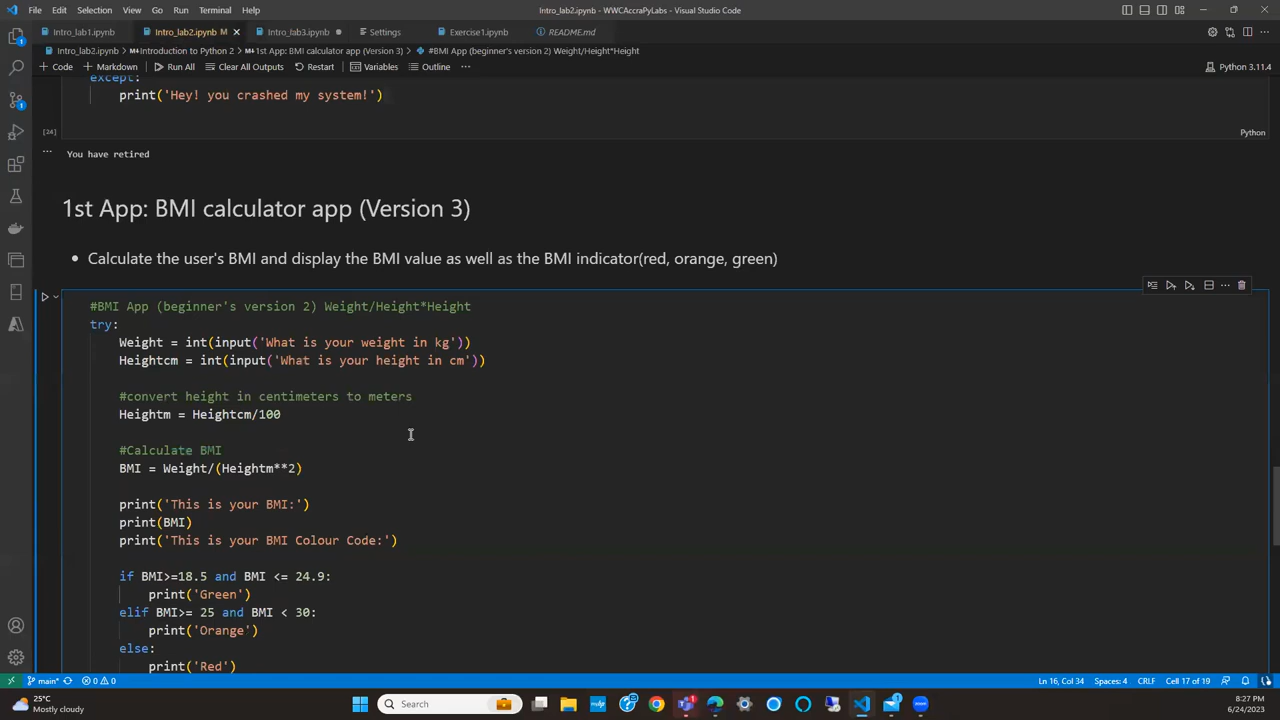 File Edit Selection View Go Run Terminal Help
Intro_lab2.ipynb - WWCAccraPyLabs - Visual Studio Code
Intro_lab1.ipynb Intro_lab2.ipynb M Intro_lab3.ipynb Settings Exercise1.ipynb README.md
Intro_lab2.ipynb > Introduction to Python 2 > 1st App: BMI calculator app (Version 3) > #BMI App (beginner's version 2) Weight/Height*Height
+ Code + Markdown Run All Clear All Outputs Restart Variables Outline ... Python 3.11.4
except:
print('Hey! you crashed my system!')
[24] Python
... You have retired
1st App: BMI calculator app (Version 3)
• Calculate the user's BMI and display the BMI value as well as the BMI indicator(red, orange, green)
#BMI App (beginner's version 2) Weight/Height*Height
try:
Weight = int(input('What is your weight in kg'))
Heightcm = int(input('What is your height in cm'))
#convert height in centimeters to meters
Heightm = Heightcm/100
#Calculate BMI
BMI = Weight/(Heightm**2)
print('This is your BMI:')
print(BMI)
print('This is your BMI Colour Code:')
if BMI>=18.5 and BMI <= 24.9:
print('Green')
elif BMI>= 25 and BMI < 30:
print('Orange')
else:
print('Red')
main* 0 0 Ln 16, Col 34 Spaces: 4 CRLF Cell 17 of 19
25°C
Mostly cloudy
Search
8:27 PM
6/24/2023